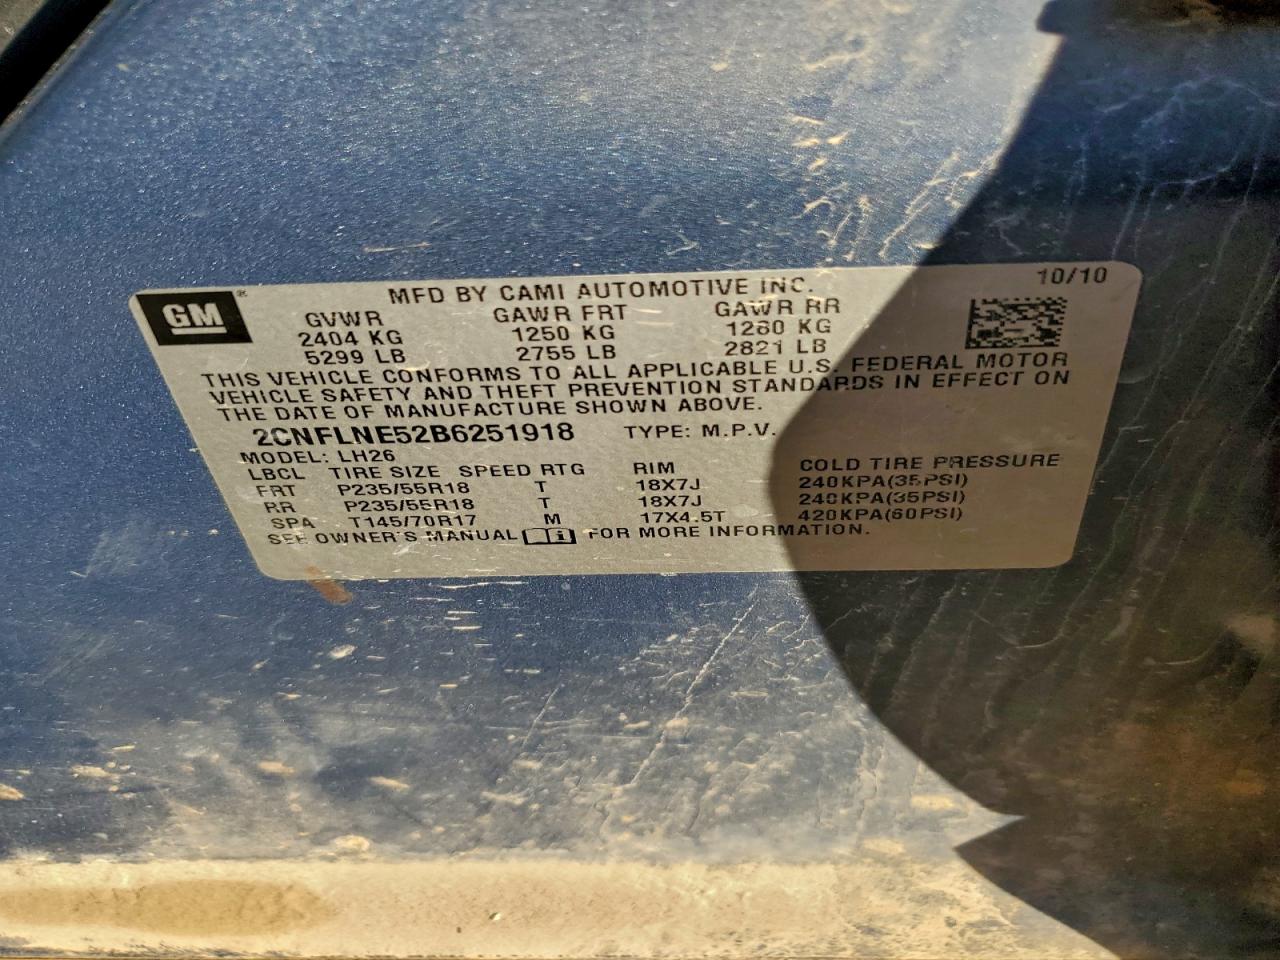 10/10
GM®
MFD BY CAMI AUTOMOTIVE INC.
GVWR GAWR FRT GAWR RR
2404 KG 1250 KG 1280 KG
5299 LB 2755 LB 2821 LB
THIS VEHICLE CONFORMS TO ALL APPLICABLE U.S. FEDERAL MOTOR
VEHICLE SAFETY AND THEFT PREVENTION STANDARDS IN EFFECT ON
THE DATE OF MANUFACTURE SHOWN ABOVE.
2CNFLNE52B6251918 TYPE: M.P.V.
MODEL: LH26
LBCL TIRE SIZE SPEED RTG RIM COLD TIRE PRESSURE
FRT P235/55R18 T 18X7J 240KPA(35PSI)
RR P235/55R18 T 18X7J 240KPA(35PSI)
SPA T145/70R17 M 17X4.5T 420KPA(60PSI)
SEE OWNER'S MANUAL i FOR MORE INFORMATION.